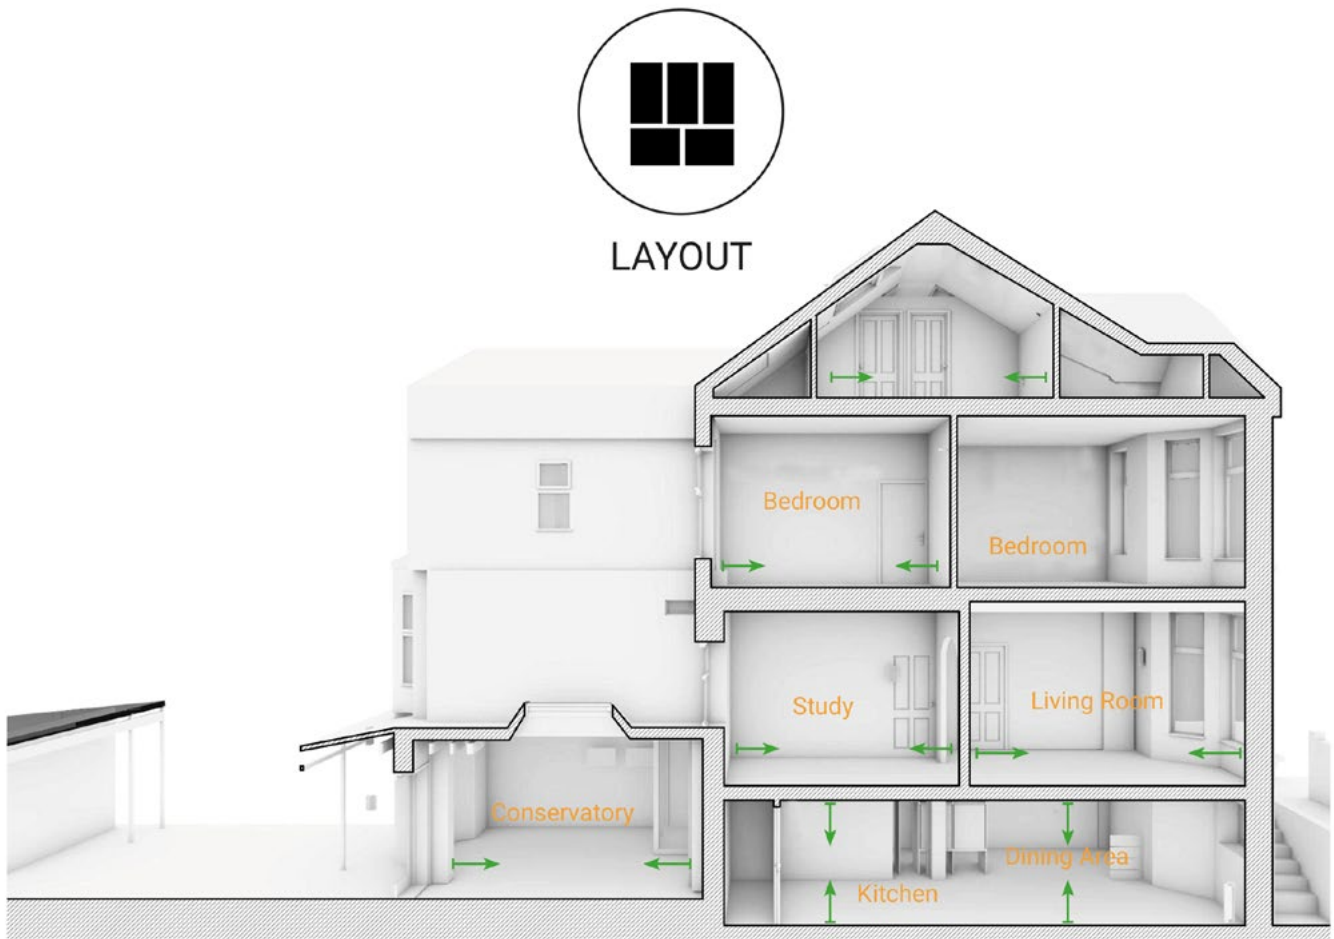 LAYOUT
Bedroom
Bedroom
Study
Living Room
Conservatory
Dining Area
Kitchen